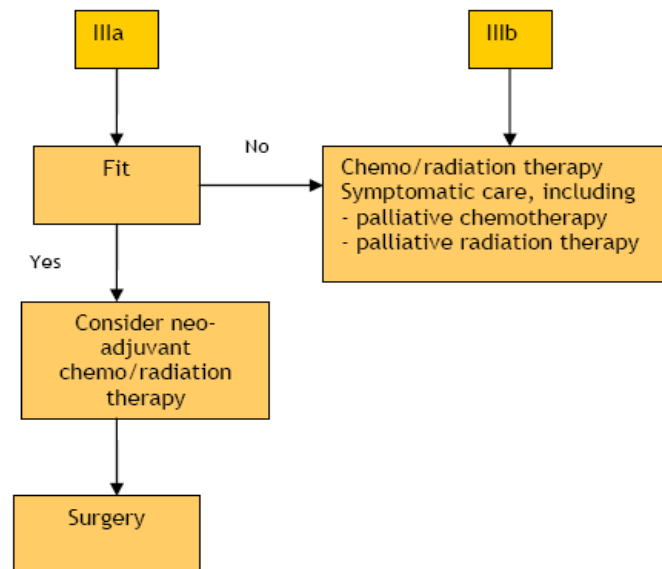 IIIa
IIIb
Fit
No
Chemo/radiation therapy
Symptomatic care, including
- palliative chemotherapy
- palliative radiation therapy
Yes
Consider neo-
adjuvant
chemo/radiation
therapy
Surgery